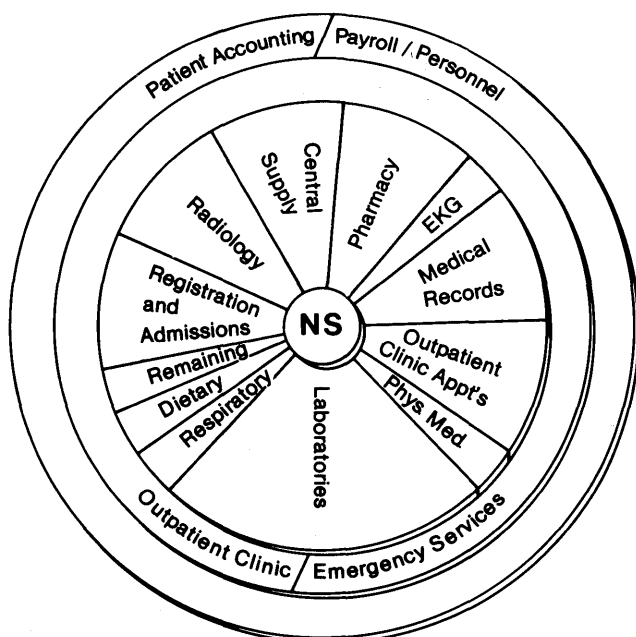 Patient Accounting
Payroll / Personnel
Central
Supply
Pharmacy
EKG
Medical
Records
Outpatient
Clinic Appt's
Phys. Med.
Laboratories
Respiratory
Dietary
Remaining
Registration
and
Admissions
Radiology
NS
Outpatient Clinic
Emergency Services